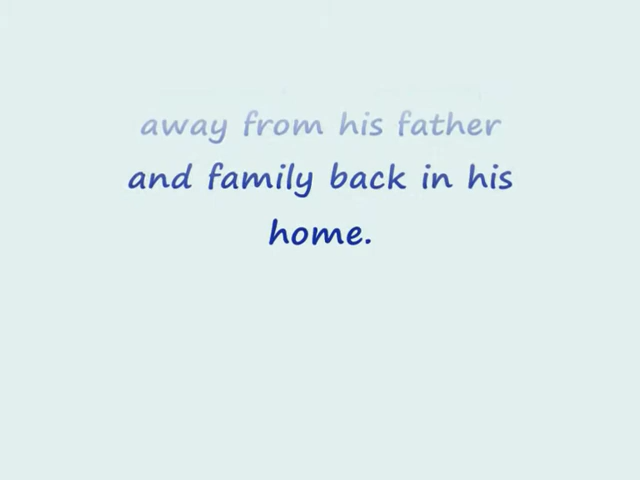 away from his father
and family back in his
home.